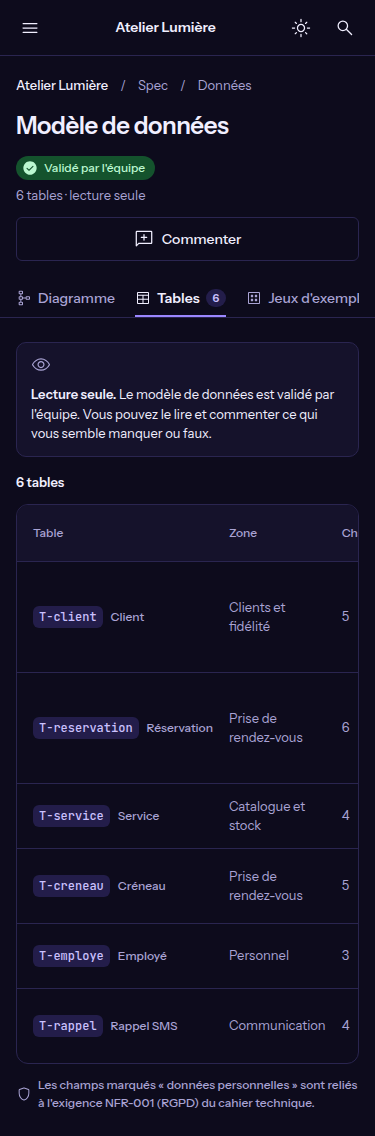 Atelier Lumière
Atelier Lumière / Spec / Données
Modèle de données
Validé par l'équipe
6 tables · lecture seule
Commenter
Diagramme Tables 6 Jeux d'exempl
Lecture seule. Le modèle de données est validé par
l'équipe. Vous pouvez le lire et commenter ce qui
vous semble manquer ou faux.
6 tables
Table Zone Ch
T-client Client Clients et
fidélité 5
T-reservation Réservation Prise de
rendez-vous 6
T-service Service Catalogue et
stock 4
T-creneau Créneau Prise de
rendez-vous 5
T-employe Employé Personnel 3
T-rappel Rappel SMS Communication 4
Les champs marqués « données personnelles » sont reliés
à l'exigence NFR-001 (RGPD) du cahier technique.